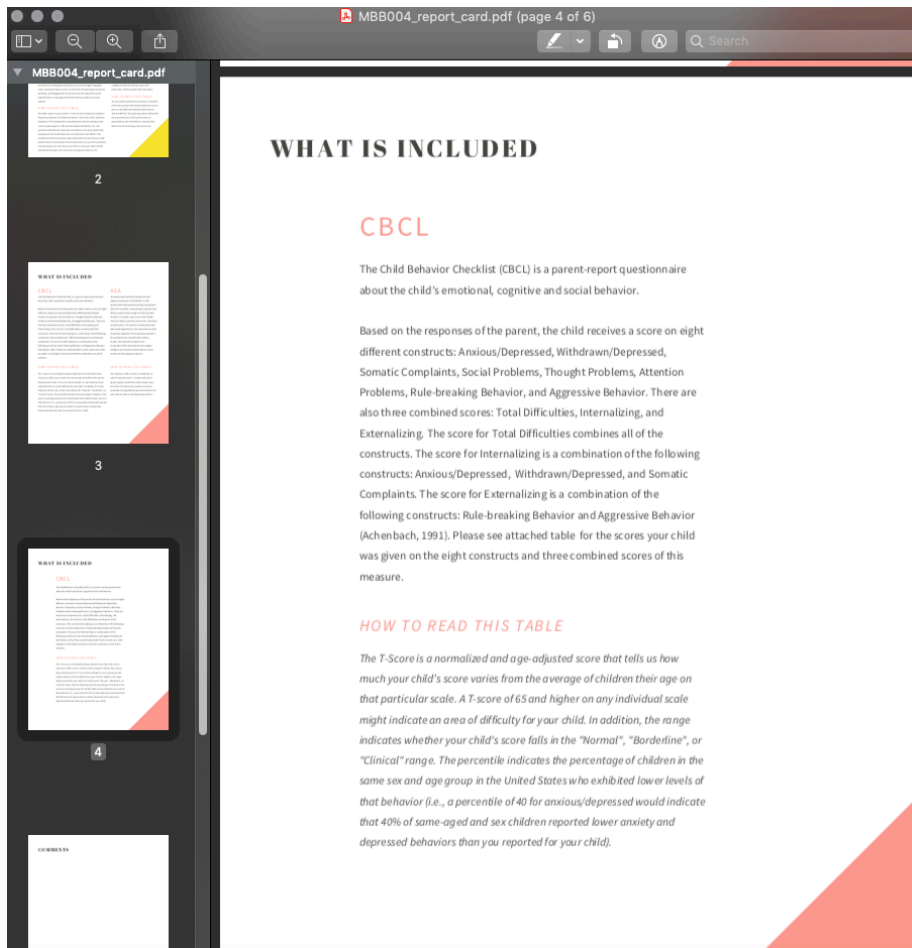 MBB004_report_card.pdf (page 4 of 6)
Search
MBB004_report_card.pdf
2
WHAT IS INCLUDED
CBCL
3
WHAT IS INCLUDED
CBCL
4
COMMENTS
WHAT IS INCLUDED
CBCL
The Child Behavior Checklist (CBCL) is a parent-report questionnaire
about the child's emotional, cognitive and social behavior.
Based on the responses of the parent, the child receives a score on eight
different constructs: Anxious/Depressed, Withdrawn/Depressed,
Somatic Complaints, Social Problems, Thought Problems, Attention
Problems, Rule-breaking Behavior, and Aggressive Behavior. There are
also three combined scores: Total Difficulties, Internalizing, and
Externalizing. The score for Total Difficulties combines all of the
constructs. The score for Internalizing is a combination of the following
constructs: Anxious/Depressed, Withdrawn/Depressed, and Somatic
Complaints. The score for Externalizing is a combination of the
following constructs: Rule-breaking Behavior and Aggressive Behavior
(Achenbach, 1991). Please see attached table for the scores your child
was given on the eight constructs and three combined scores of this
measure.
HOW TO READ THIS TABLE
The T-Score is a normalized and age-adjusted score that tells us how
much your child's score varies from the average of children their age on
that particular scale. A T-score of 65 and higher on any individual scale
might indicate an area of difficulty for your child. In addition, the range
indicates whether your child's score falls in the "Normal", "Borderline", or
"Clinical" range. The percentile indicates the percentage of children in the
same sex and age group in the United States who exhibited lower levels of
that behavior (i.e., a percentile of 40 for anxious/depressed would indicate
that 40% of same-aged and sex children reported lower anxiety and
depressed behaviors than you reported for your child).